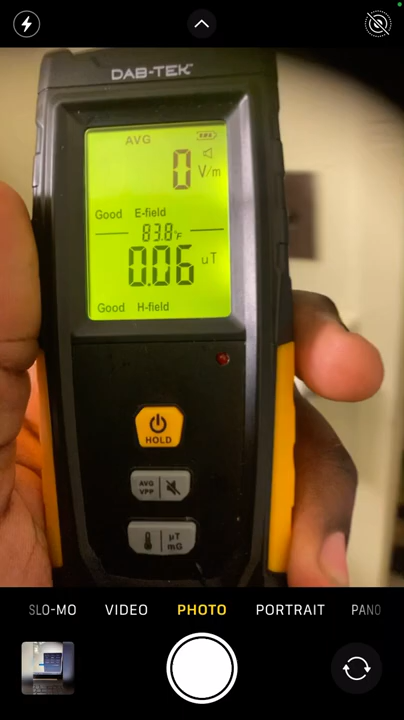 DAB-TEK
AVG
0 V/m
Good E-field
83.8°F
0.06 uT
Good H-field
HOLD
AVG
VPP
µT
mG
SLO-MO VIDEO PHOTO PORTRAIT PANO